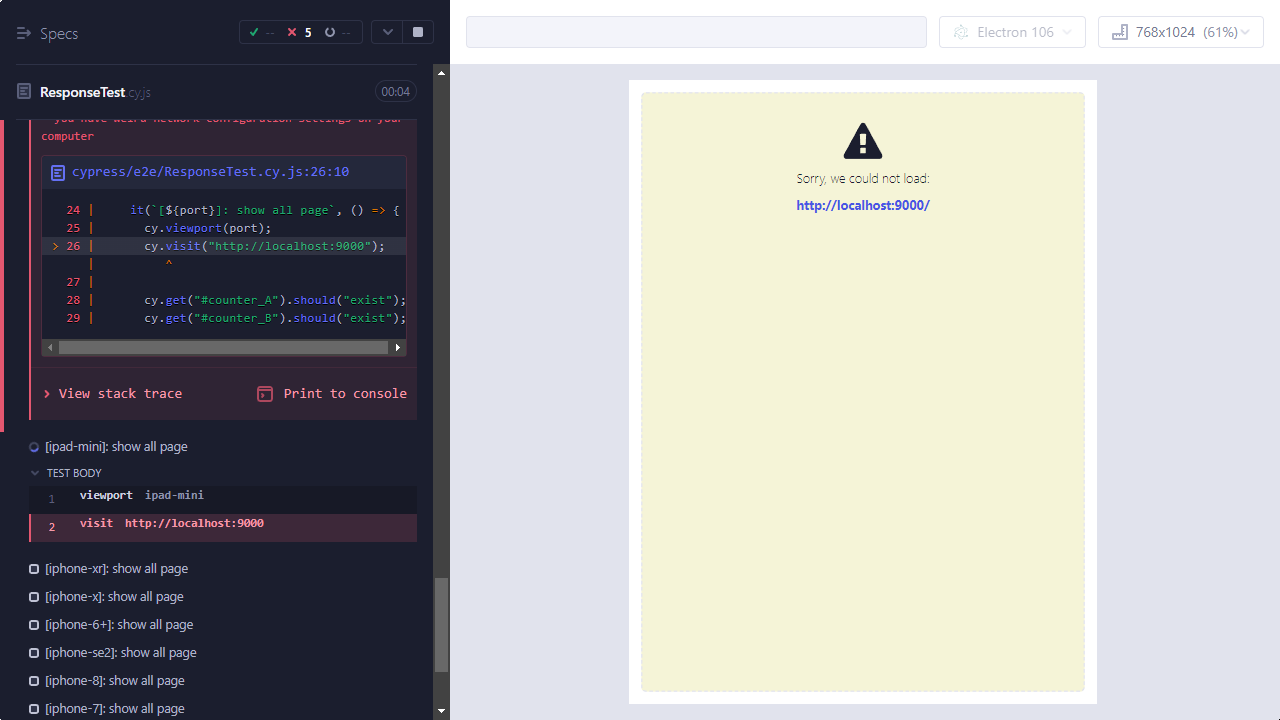 Specs
-- 5 --
ResponseTest.cy.js
00:04
- you have weird network configuration settings on your
computer
cypress/e2e/ResponseTest.cy.js:26:10
24 | it(`[${port}]: show all page`, () => {
25 | cy.viewport(port);
> 26 | cy.visit("http://localhost:9000");
| ^
27 |
28 | cy.get("#counter_A").should("exist");
29 | cy.get("#counter_B").should("exist");
View stack trace
Print to console
[ipad-mini]: show all page
TEST BODY
1 viewport ipad-mini
2 visit http://localhost:9000
[iphone-xr]: show all page
[iphone-x]: show all page
[iphone-6+]: show all page
[iphone-se2]: show all page
[iphone-8]: show all page
[iphone-7]: show all page
Electron 106
768x1024 (61%)
Sorry, we could not load:
http://localhost:9000/